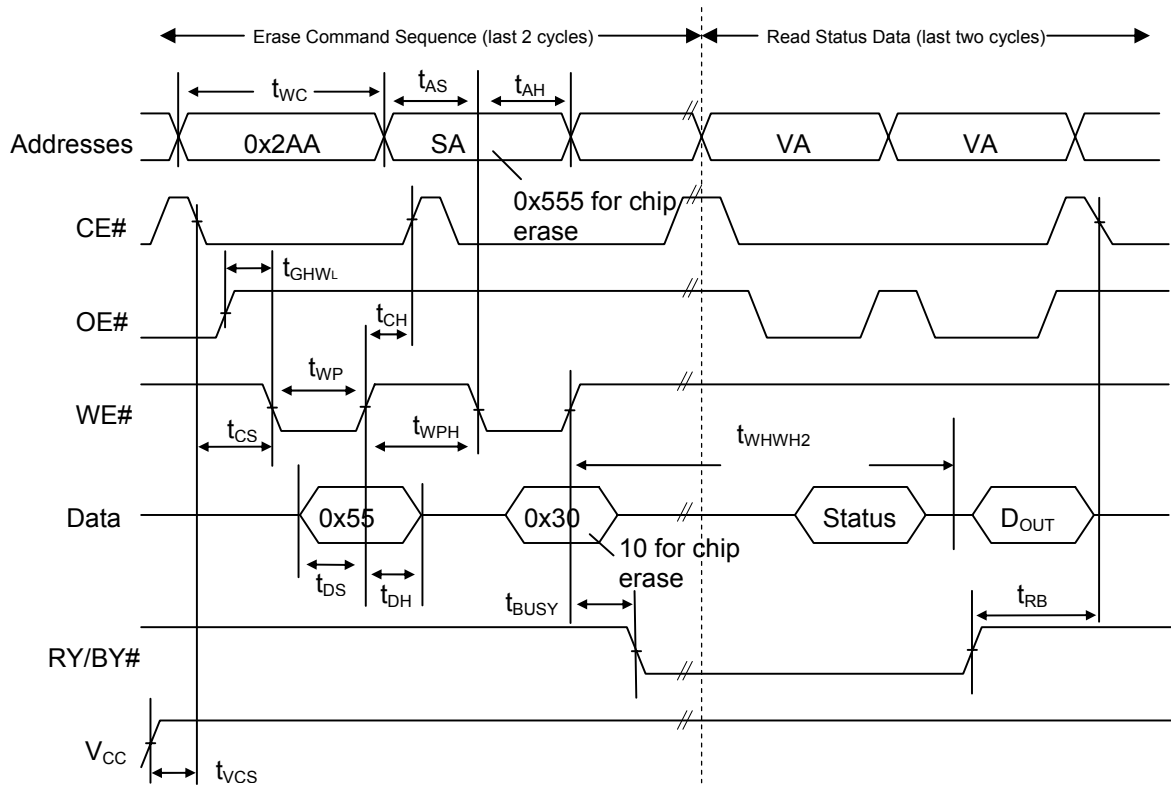 Erase Command Sequence (last 2 cycles) Read Status Data (last two cycles)
tWC tAS tAH
Addresses 0x2AA SA VA VA
0x555 for chip
erase
CE#
tGHWL
OE#
tCH
tWP
WE#
tCS tWPH tWHWH2
Data 0x55 0x30 Status DOUT
10 for chip
erase
tDS tDH tBUSY tRB
RY/BY#
VCC
tVCS